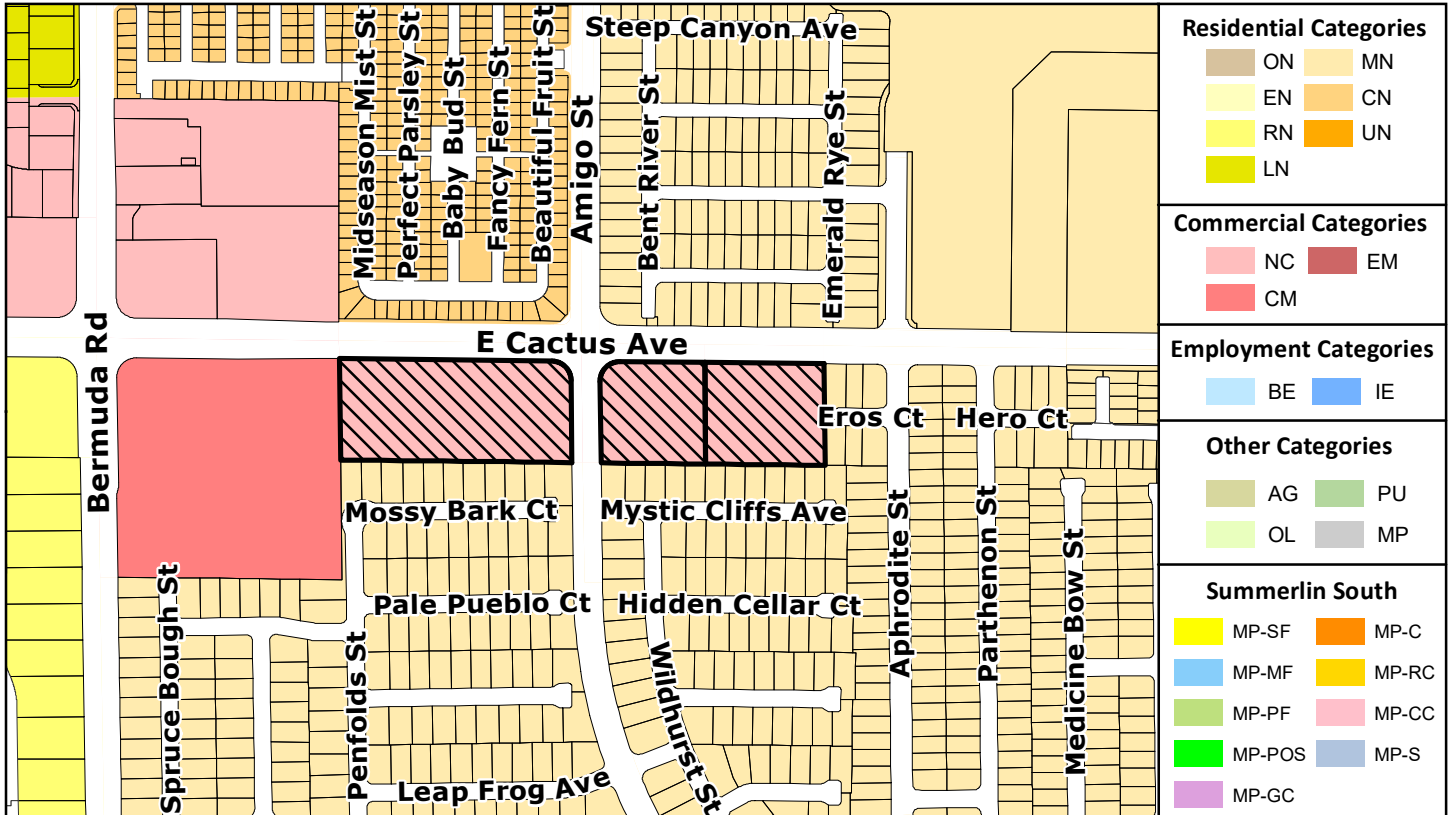 Steep Canyon Ave
Midseason Mist St
Perfect Parsley St
Baby Bud St
Fancy Fern St
Beautiful Fruit St
Amigo St
Bent River St
Emerald Rye St
E Cactus Ave
Bermuda Rd
Eros Ct
Hero Ct
Mossy Bark Ct
Mystic Cliffs Ave
Aphrodite St
Parthenon St
Medicine Bow St
Spruce Bough St
Pale Pueblo Ct
Hidden Cellar Ct
Penfolds St
Wildhurst St
Leap Frog Ave
Residential Categories
ON MN
EN CN
RN UN
LN
Commercial Categories
NC EM
CM
Employment Categories
BE IE
Other Categories
AG PU
OL MP
Summerlin South
MP-SF MP-C
MP-MF MP-RC
MP-PF MP-CC
MP-POS MP-S
MP-GC